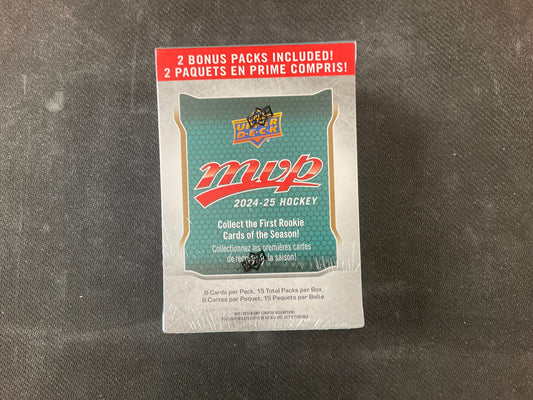 2 BONUS PACKS INCLUDED!
2 PAQUETS EN PRIME COMPRIS!
UPPER
DECK
mvp
2024-25 HOCKEY
Collect the First Rookie
Cards of the Season!
Collectionnez les premières cartes
de la saison!
6 Cards per Pack, 15 Total Packs per Box
6 Cartes par Paquet, 15 Paquets par Boîte